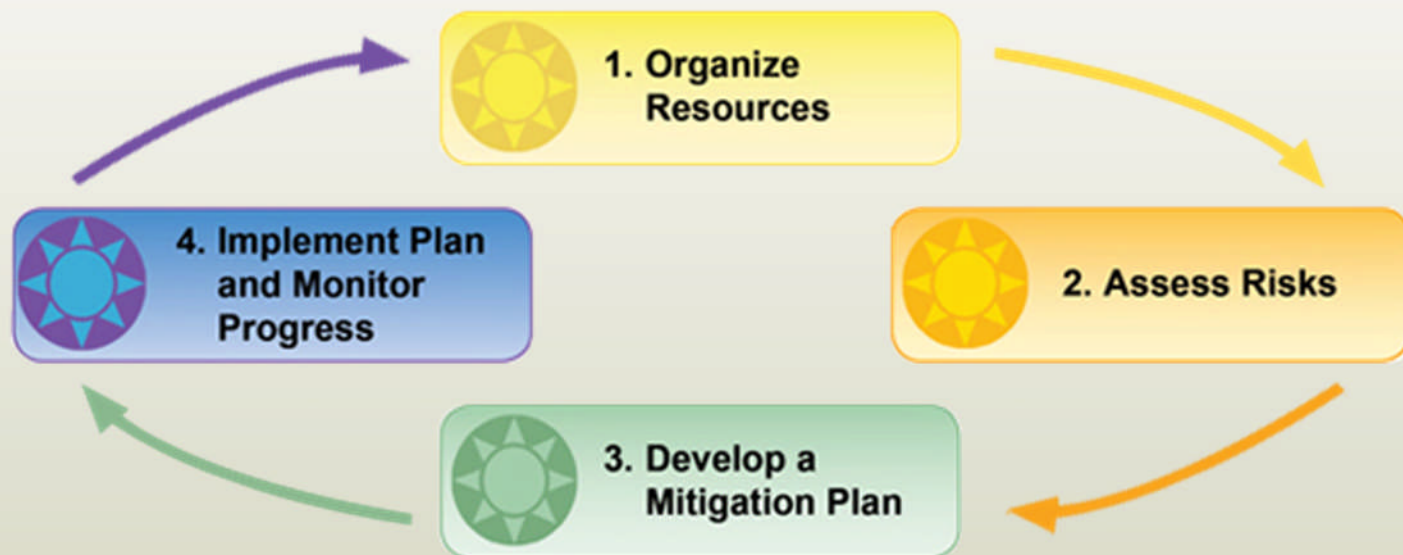 1. Organize
Resources
2. Assess Risks
3. Develop a
Mitigation Plan
4. Implement Plan
and Monitor
Progress